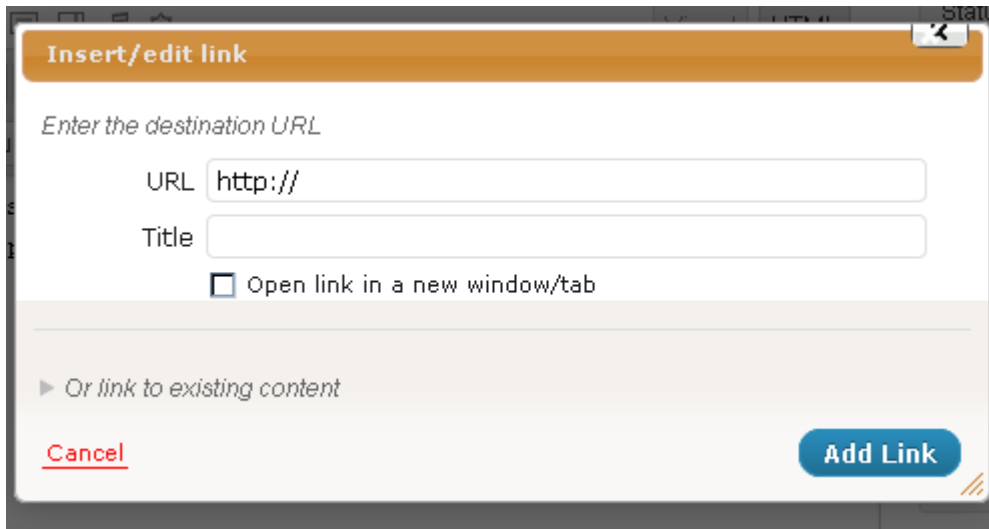 Insert/edit link
Enter the destination URL
URL http://
Title
Open link in a new window/tab
Or link to existing content
Cancel
Add Link